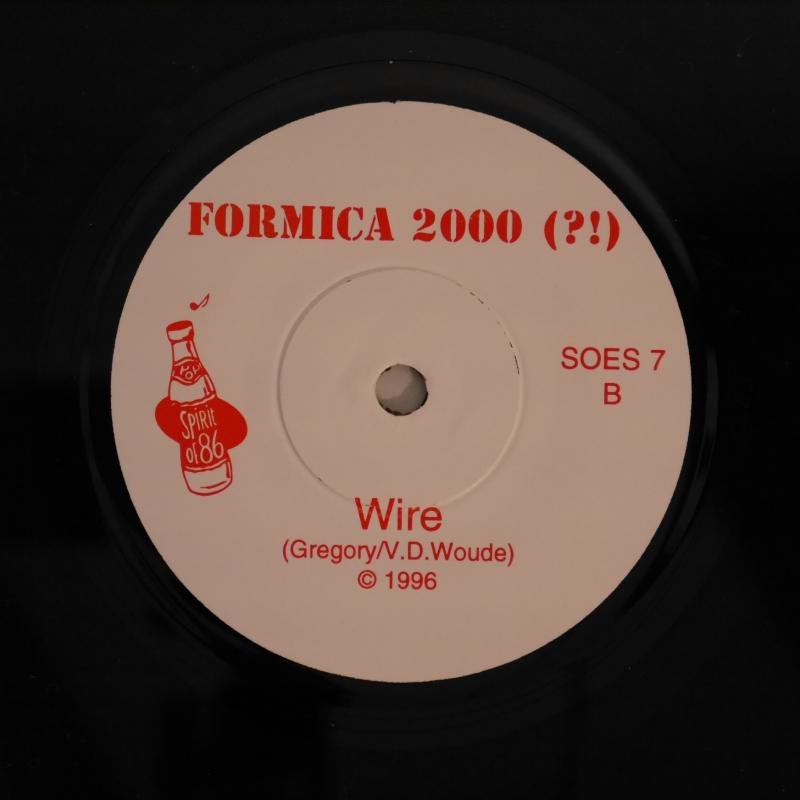 FORMICA 2000 (?!)
SOES 7
B
Spirit
of 86
Wire
(Gregory/V.D.Woude)
© 1996